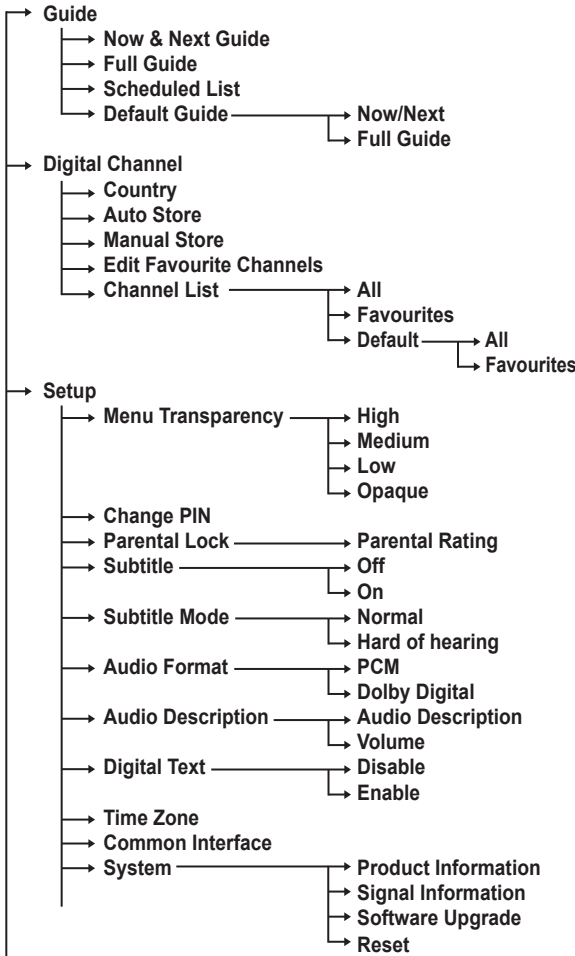 Guide
Now & Next Guide
Full Guide
Scheduled List
Default Guide Now/Next
Full Guide
Digital Channel
Country
Auto Store
Manual Store
Edit Favourite Channels
Channel List All
Favourites
Default All
Favourites
Setup
Menu Transparency High
Medium
Low
Opaque
Change PIN
Parental Lock Parental Rating
Subtitle Off
On
Subtitle Mode Normal
Hard of hearing
Audio Format PCM
Dolby Digital
Audio Description Audio Description
Volume
Digital Text Disable
Enable
Time Zone
Common Interface
System Product Information
Signal Information
Software Upgrade
Reset